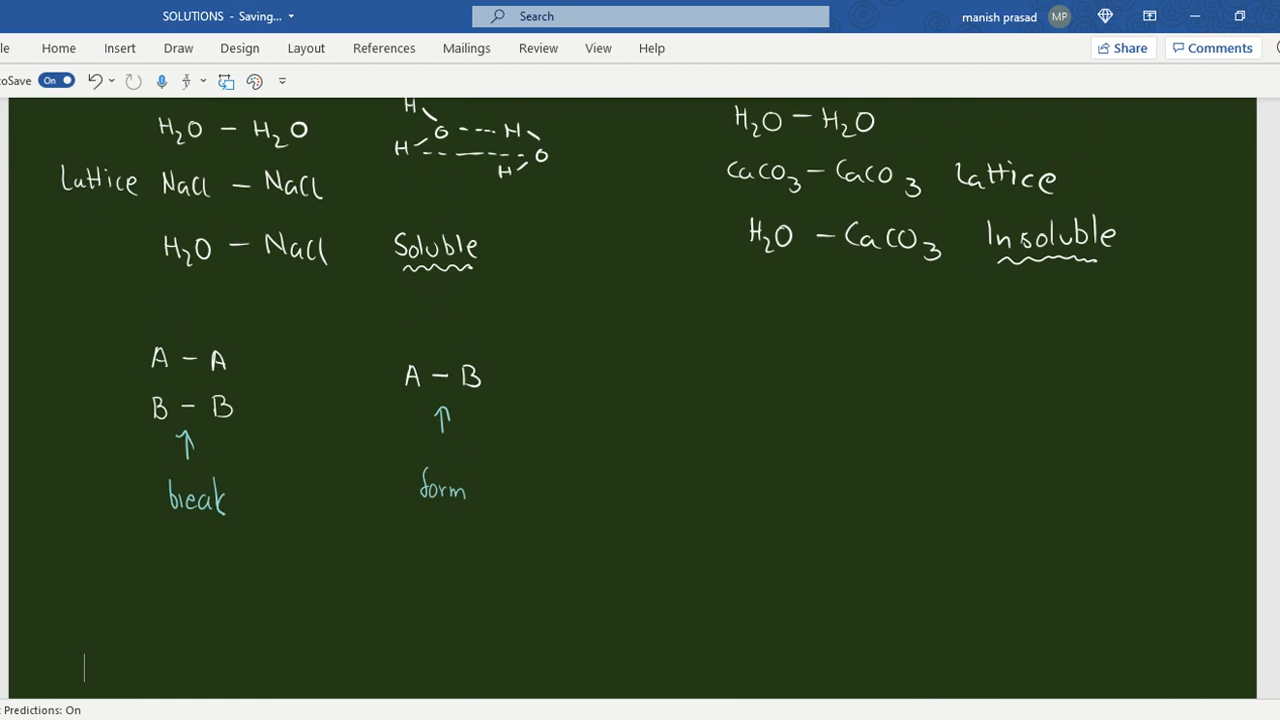 SOLUTIONS - Saving...
Search
manish prasad MP
le Home Insert Draw Design Layout References Mailings Review View Help Share Comments
oSave On
H
H₂O - H₂O
O H
H O
H
Lattice NaCl - NaCl
H₂O - NaCl Soluble
H₂O - H₂O
CaCO₃ - CaCO₃ Lattice
H₂O - CaCO₃ Insoluble
A - A
B - B
break
A - B
form
Predictions: On